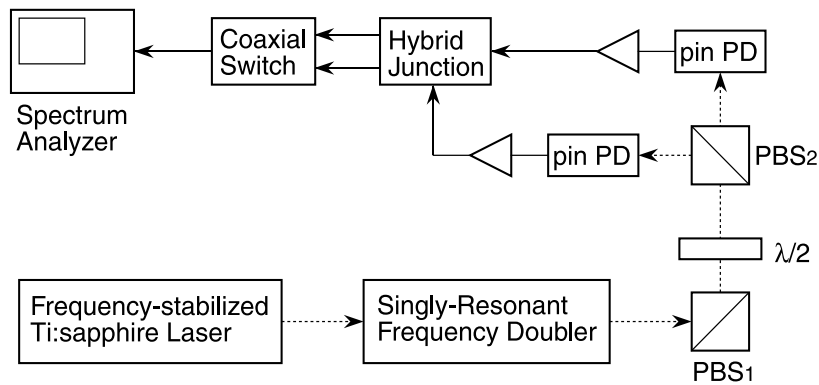 Coaxial
Switch
Hybrid
Junction
pin PD
Spectrum
Analyzer
pin PD
PBS2
λ/2
Frequency-stabilized
Ti:sapphire Laser
Singly-Resonant
Frequency Doubler
PBS1